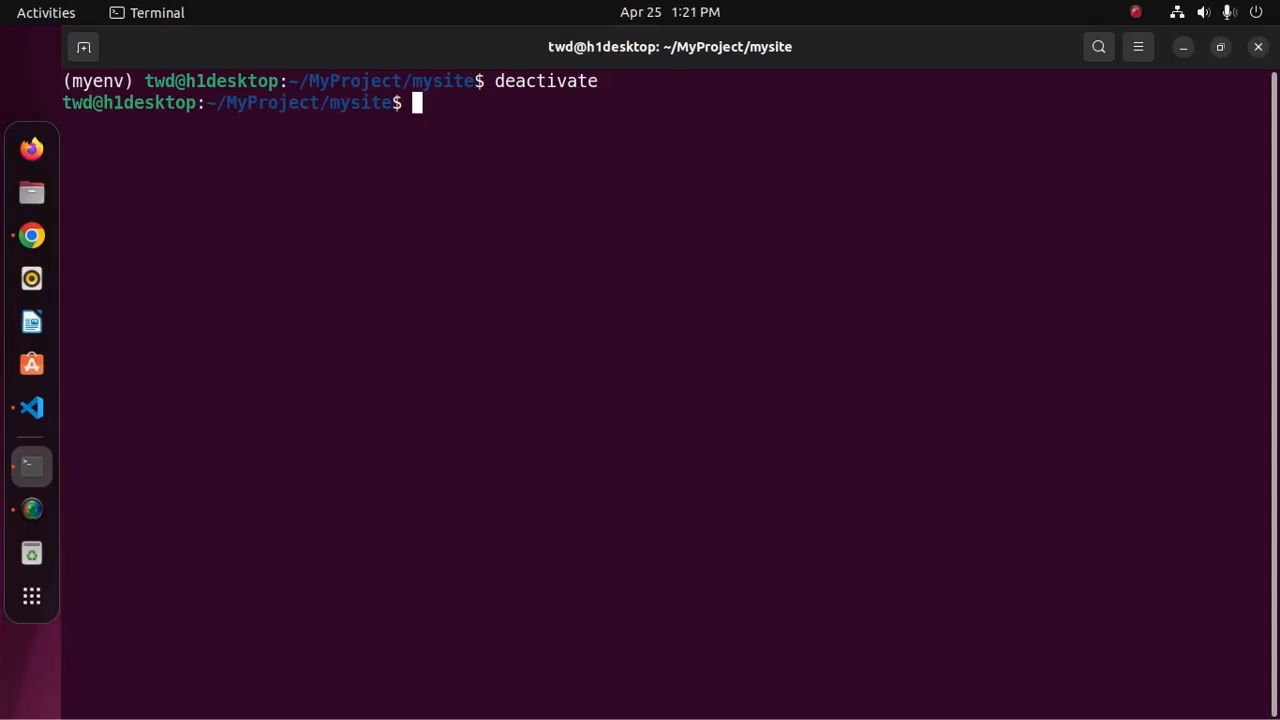 Activities
Terminal
Apr 25 1:21 PM
twd@h1desktop: ~/MyProject/mysite
(myenv) twd@h1desktop:~/MyProject/mysite$ deactivate
twd@h1desktop:~/MyProject/mysite$